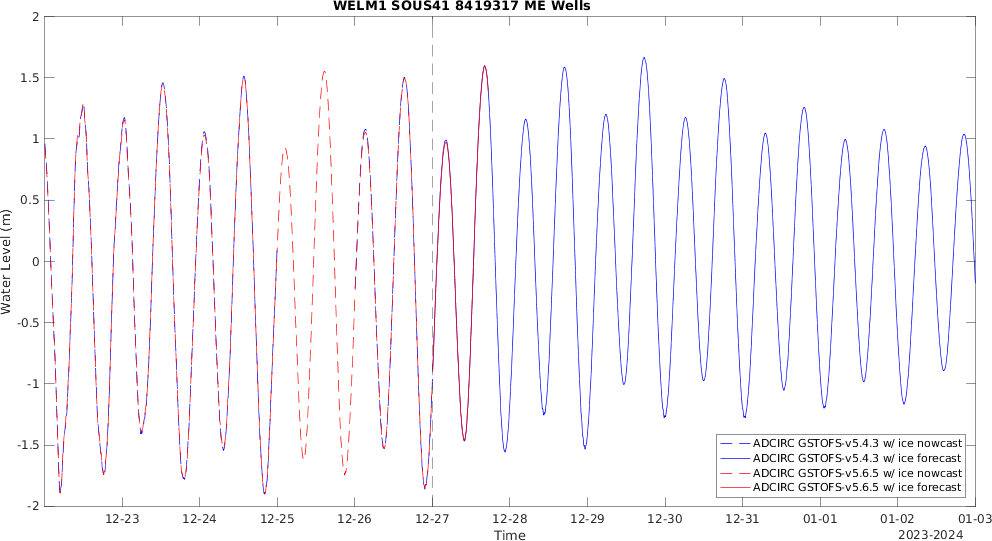 WELM1 SOUS41 8419317 ME Wells
2
1.5
1
0.5
0
-0.5
-1
-1.5
-2
Water Level (m)
12-23 12-24 12-25 12-26 12-27 12-28 12-29 12-30 12-31 01-01 01-02 01-03
Time
2023-2024
ADCIRC GSTOFS-v5.4.3 w/ ice nowcast
ADCIRC GSTOFS-v5.4.3 w/ ice forecast
ADCIRC GSTOFS-v5.6.5 w/ ice nowcast
ADCIRC GSTOFS-v5.6.5 w/ ice forecast